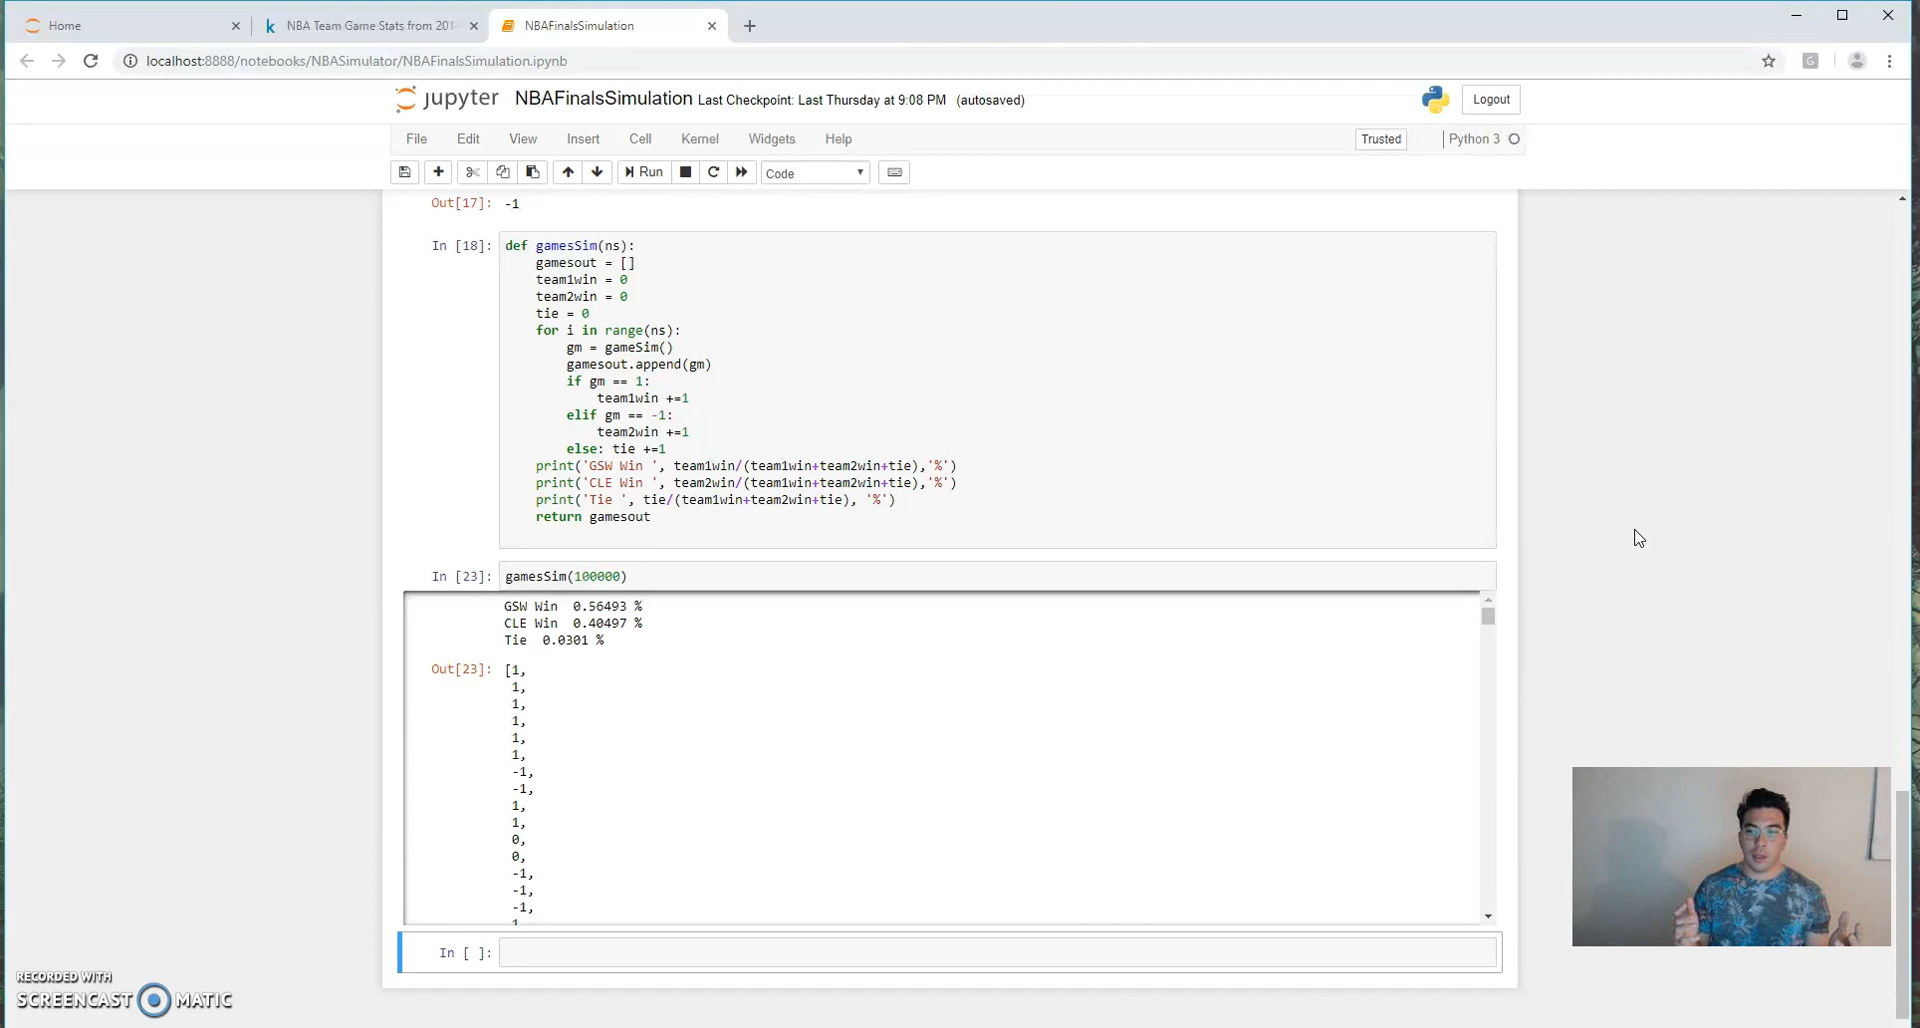 Home
NBA Team Game Stats from 201
NBAFinalsSimulation
localhost:8888/notebooks/NBASimulator/NBAFinalsSimulation.ipynb
jupyter NBAFinalsSimulation Last Checkpoint: Last Thursday at 9:08 PM (autosaved)
Logout
File Edit View Insert Cell Kernel Widgets Help
Trusted Python 3
Run Code
Out[17]: -1
In [18]: def gamesSim(ns):
gamesout = []
team1win = 0
team2win = 0
tie = 0
for i in range(ns):
gm = gameSim()
gamesout.append(gm)
if gm == 1:
team1win +=1
elif gm == -1:
team2win +=1
else: tie +=1
print('GSW Win ', team1win/(team1win+team2win+tie),'%')
print('CLE Win ', team2win/(team1win+team2win+tie),'%')
print('Tie ', tie/(team1win+team2win+tie), '%')
return gamesout
In [23]: gamesSim(100000)
GSW Win 0.56493 %
CLE Win 0.40497 %
Tie 0.0301 %
Out[23]: [1,
1,
1,
1,
1,
1,
-1,
-1,
1,
1,
0,
0,
-1,
-1,
-1,
1
In [ ]:
RECORDED WITH
SCREENCAST MATIC